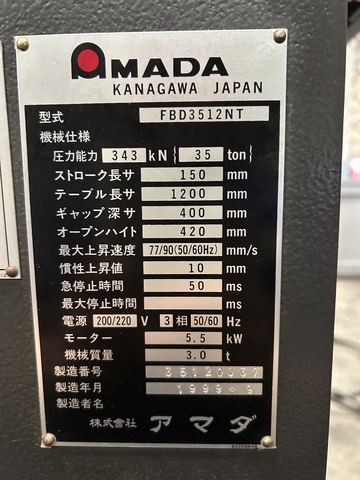 AMADA
KANAGAWA JAPAN
型式 FBD3512NT
機械仕様
圧力能力 343 kN 35 ton
ストローク長サ 150 mm
テーブル長サ 1200 mm
ギャップ深サ 400 mm
オープンハイト 420 mm
最大上昇速度 77/90(50/60Hz) mm/s
慣性上昇値 10 mm
急停止時間 50 ms
最大停止時間 ms
電源 200/220 V 3 相 50/60 Hz
モーター 5.5 kW
機械質量 3.0 t
製造番号 35120037
製造年月 1999 9
製造者名
株式会社 アマダ